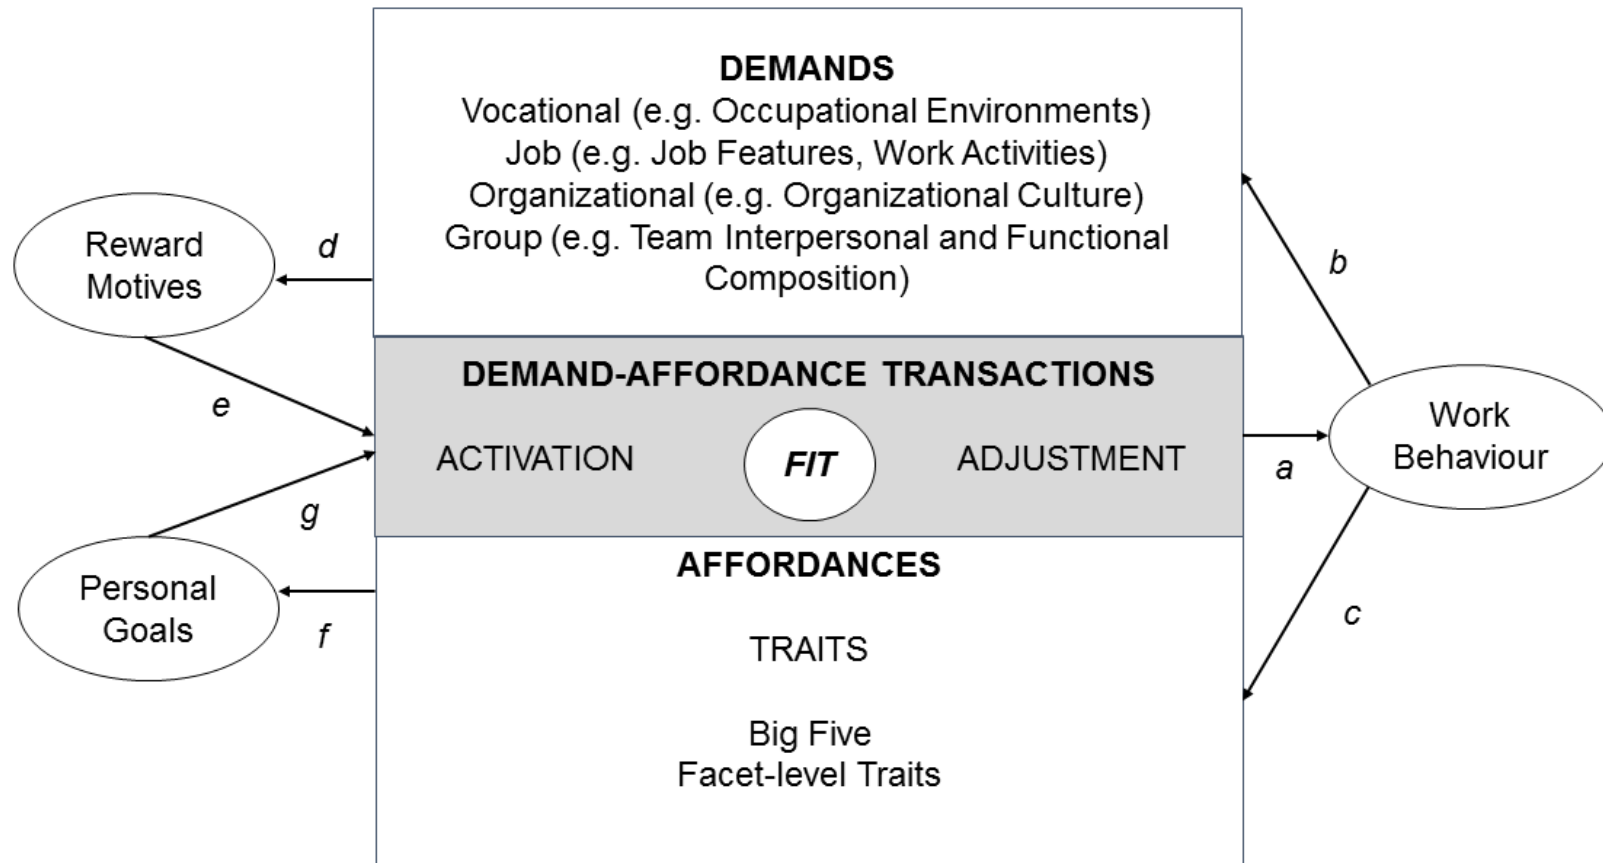 DEMANDS
Vocational (e.g. Occupational Environments)
Job (e.g. Job Features, Work Activities)
Organizational (e.g. Organizational Culture)
Group (e.g. Team Interpersonal and Functional
Composition)
Reward
Motives
d
b
e
DEMAND-AFFORDANCE TRANSACTIONS
ACTIVATION
FIT
ADJUSTMENT
a
Work
Behaviour
g
Personal
Goals
f
c
AFFORDANCES
TRAITS
Big Five
Facet-level Traits